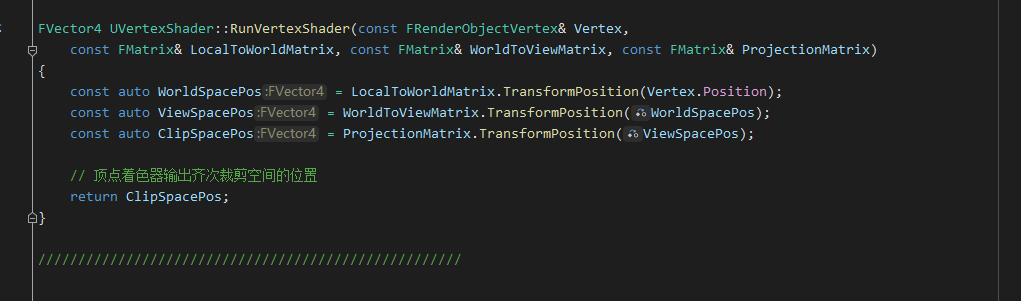 FVector4 UVertexShader::RunVertexShader(const FRenderObjectVertex& Vertex,
const FMatrix& LocalToWorldMatrix, const FMatrix& WorldToViewMatrix, const FMatrix& ProjectionMatrix)
{
const auto WorldSpacePos:FVector4 = LocalToWorldMatrix.TransformPosition(Vertex.Position);
const auto ViewSpacePos:FVector4 = WorldToViewMatrix.TransformPosition(WorldSpacePos);
const auto ClipSpacePos:FVector4 = ProjectionMatrix.TransformPosition(ViewSpacePos);
// 顶点着色器输出齐次裁剪空间的位置
return ClipSpacePos;
}
/////////////////////////////////////////////////////